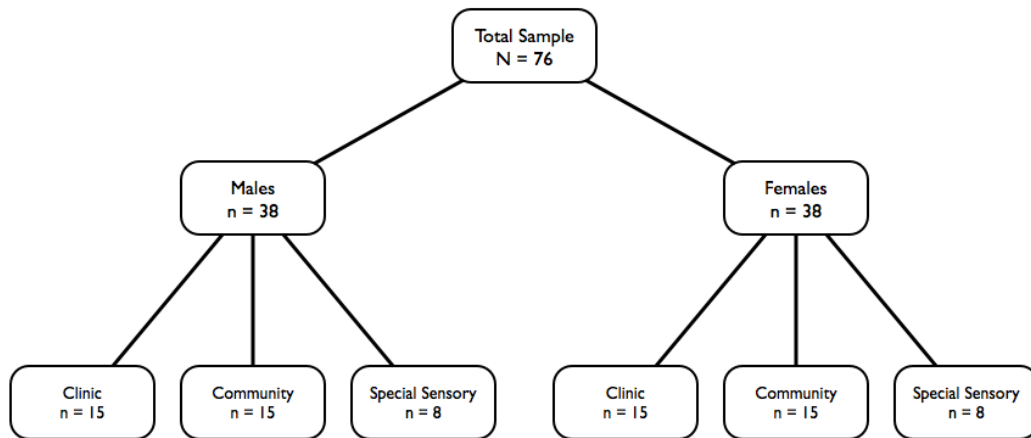 Total Sample
N = 76
Males
n = 38
Females
n = 38
Clinic
n = 15
Community
n = 15
Special Sensory
n = 8
Clinic
n = 15
Community
n = 15
Special Sensory
n = 8